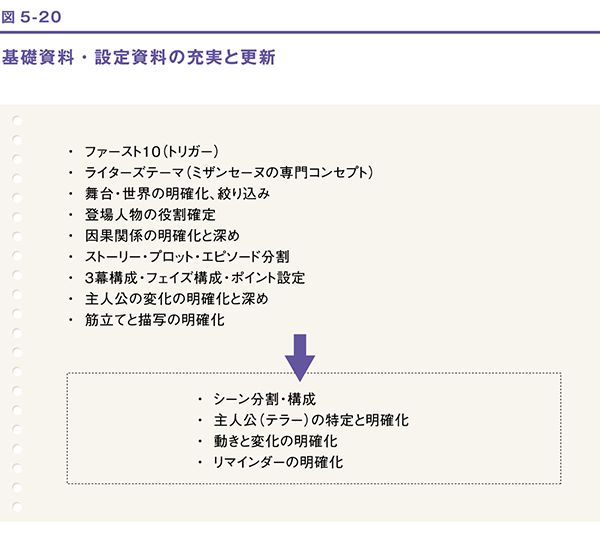 図 5-20
基礎資料・設定資料の充実と更新
・ ファースト10(トリガー)
・ ライターズテーマ(ミザンセーヌの専門コンセプト)
・ 舞台・世界の明確化、絞り込み
・ 登場人物の役割確定
・ 因果関係の明確化と深め
・ ストーリー・プロット・エピソード分割
・ 3幕構成・フェイズ構成・ポイント設定
・ 主人公の変化の明確化と深め
・ 筋立てと描写の明確化
・ シーン分割・構成
・ 主人公(テラー)の特定と明確化
・ 動きと変化の明確化
・ リマインダーの明確化